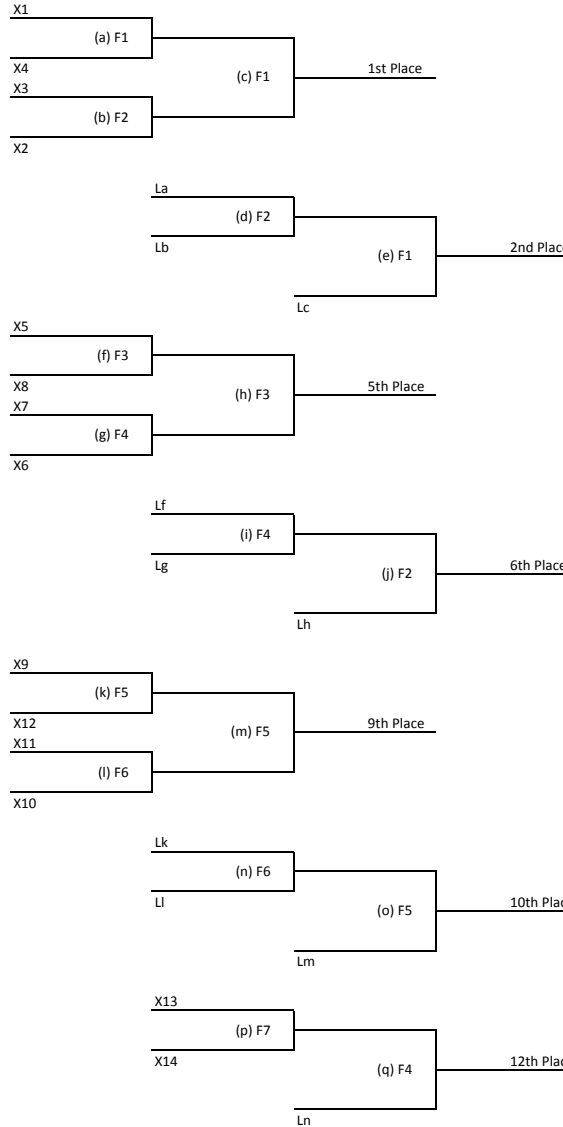 X1
(a) F1
X4
X3
(c) F1
1st Place
(b) F2
X2
La
(d) F2
Lb
(e) F1
2nd Place
Lc
X5
(f) F3
X8
X7
(h) F3
5th Place
(g) F4
X6
Lf
(i) F4
Lg
(j) F2
6th Place
Lh
X9
(k) F5
X12
X11
(m) F5
9th Place
(l) F6
X10
Lk
(n) F6
Ll
(o) F5
10th Plac
Lm
X13
(p) F7
X14
(q) F4
12th Plac
Ln